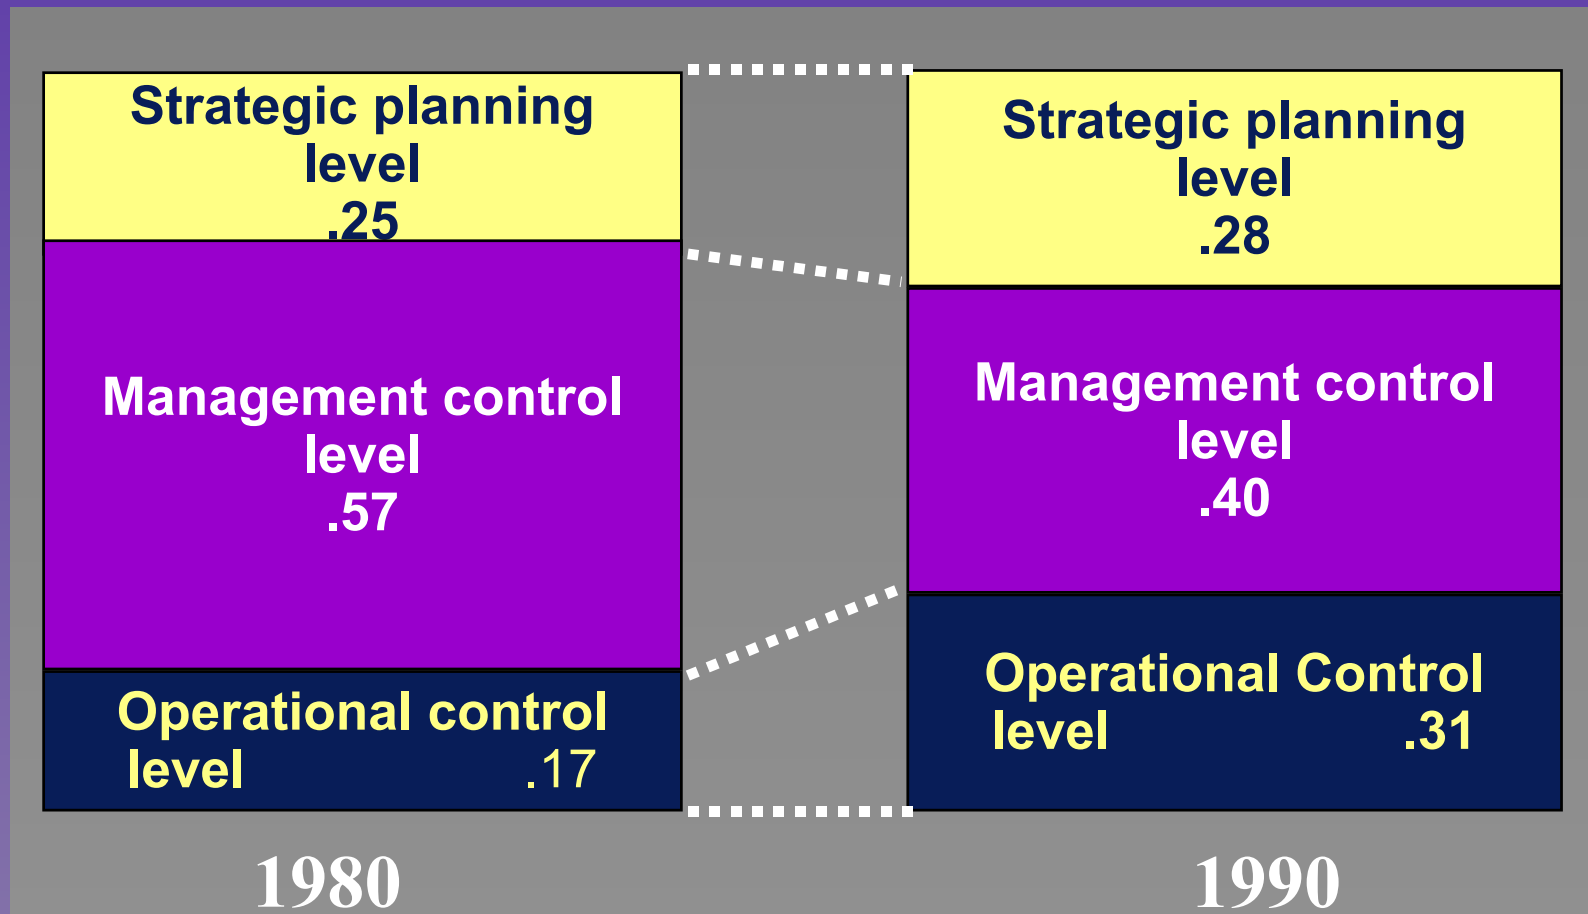 Strategic planning
level
.25
Management control
level
.57
Operational control
level .17
1980
Strategic planning
level
.28
Management control
level
.40
Operational Control
level .31
1990